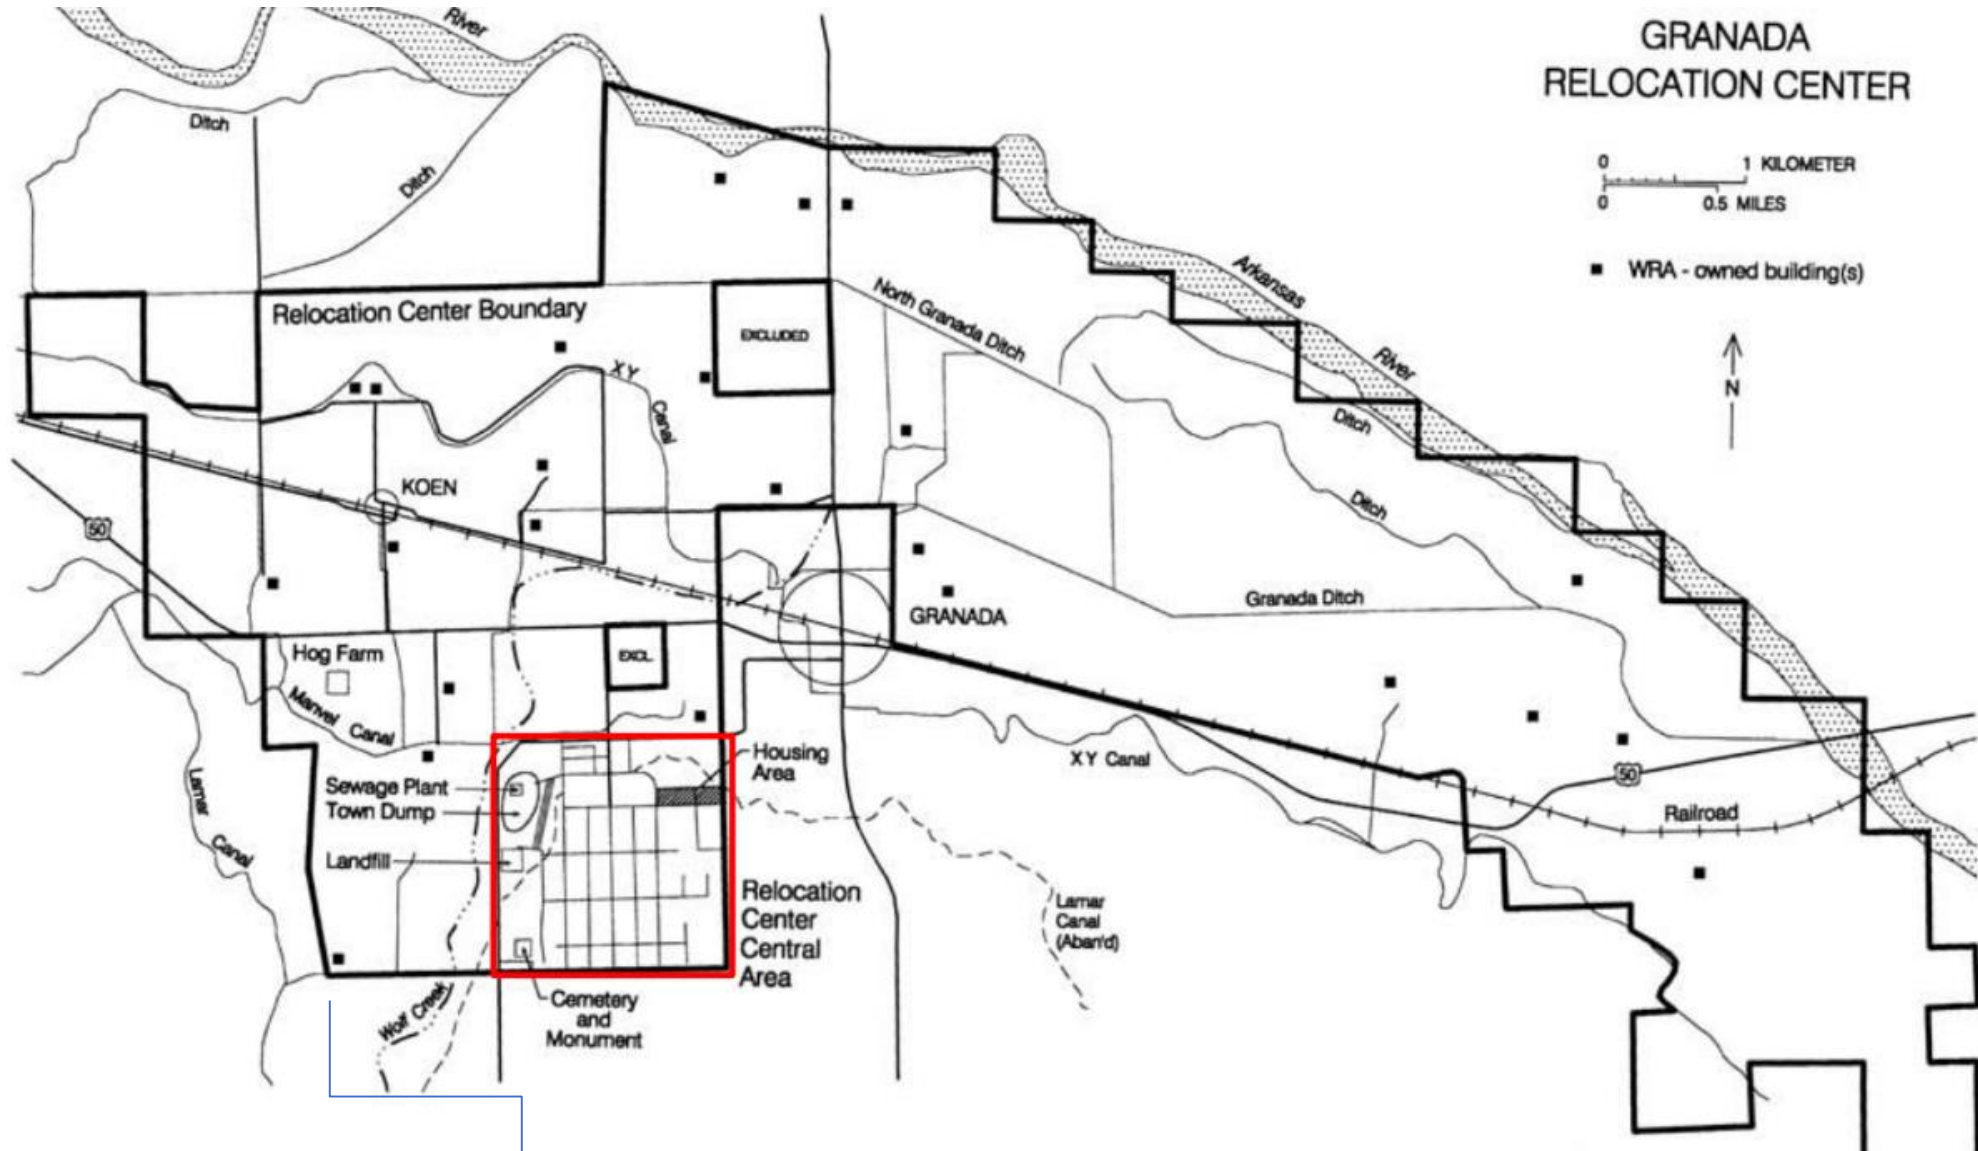 River
GRANADA
RELOCATION CENTER
Ditch
0
1 KILOMETER
0
0.5 MILES
Ditch
WRA - owned building(s)
Arkansas
River
North Granada Ditch
Relocation Center Boundary
EXCLUDED
N
X Y
Canal
Ditch
KOEN
50
Ditch
GRANADA
Granada Ditch
Hog Farm
EXCL.
Manvel
Canal
Housing
Area
X Y Canal
50
Sewage Plant
Town Dump
Railroad
Lamar
Canal
Landfill
Relocation
Center
Central
Area
Lamar
Canal
(Aban'd)
Wolf Creek
Cemetery
and
Monument